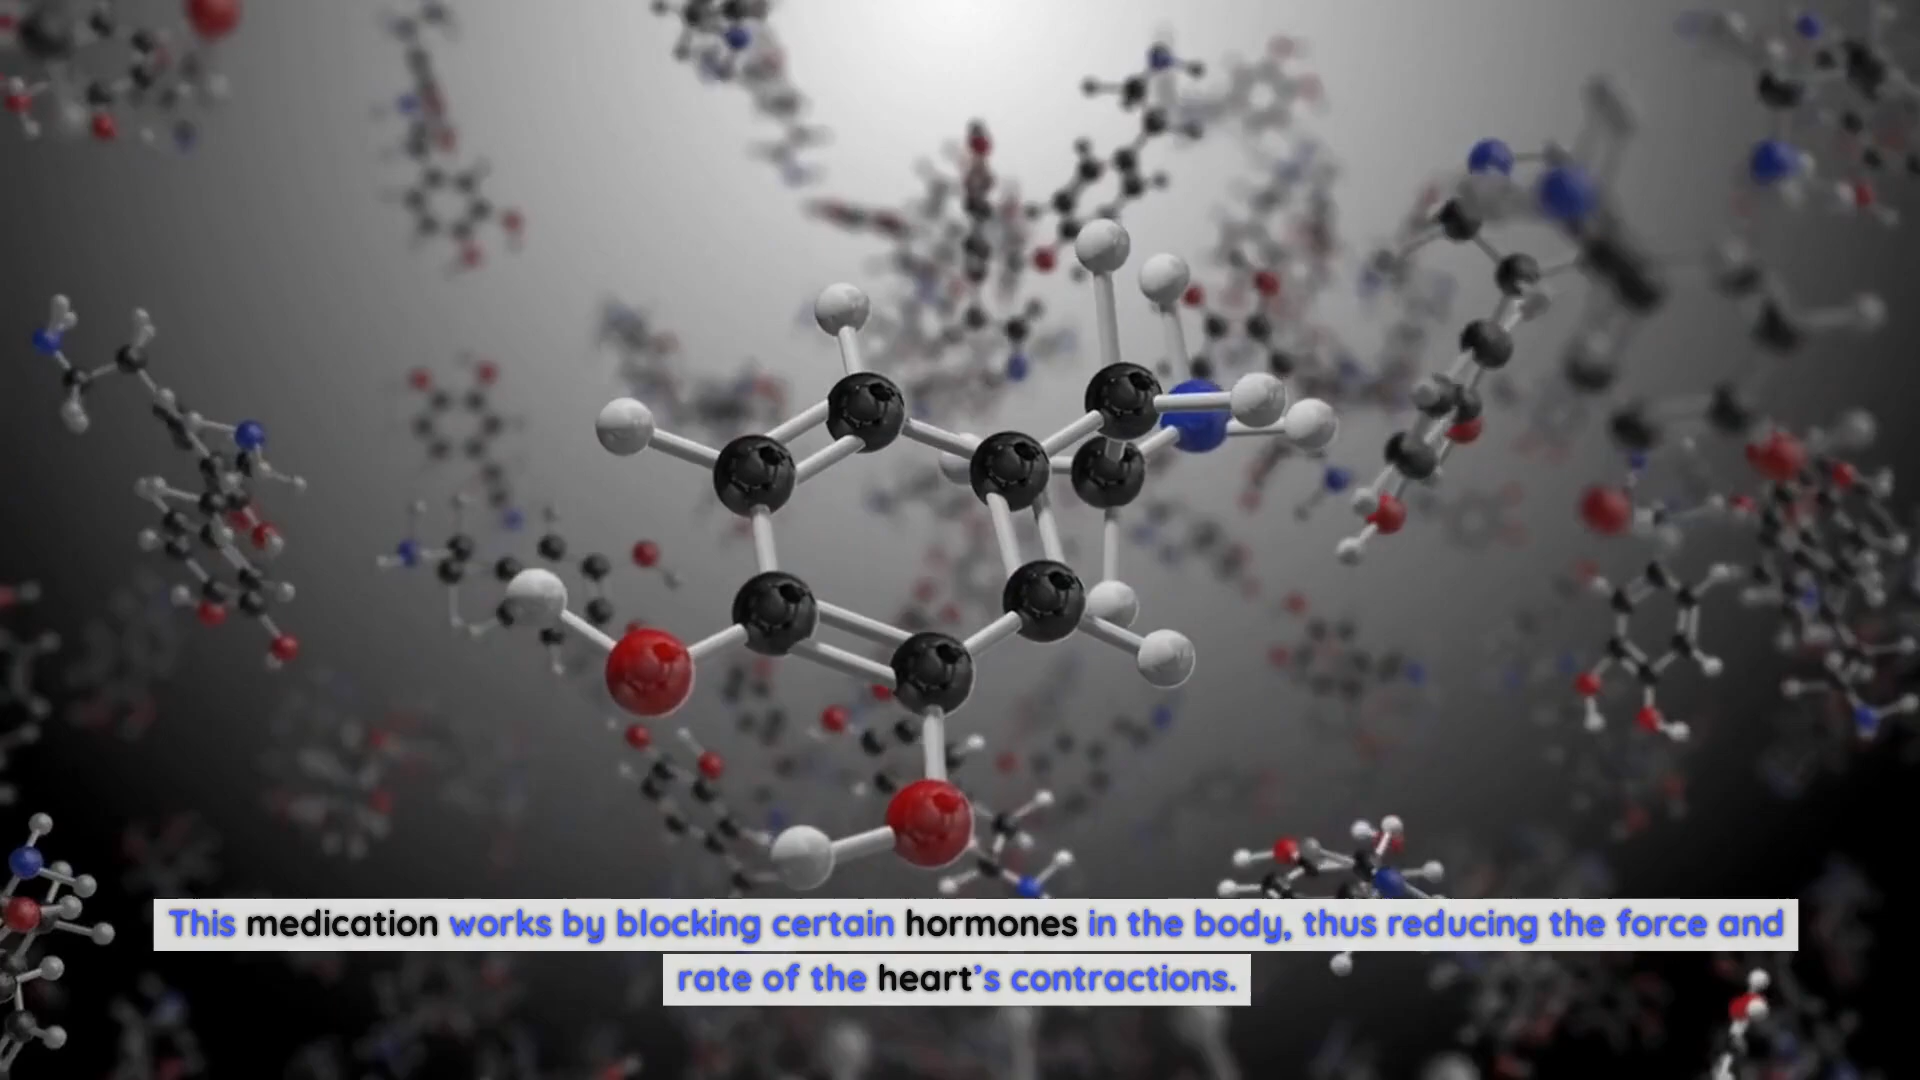 This medication works by blocking certain hormones in the body, thus reducing the force and
rate of the heart’s contractions.